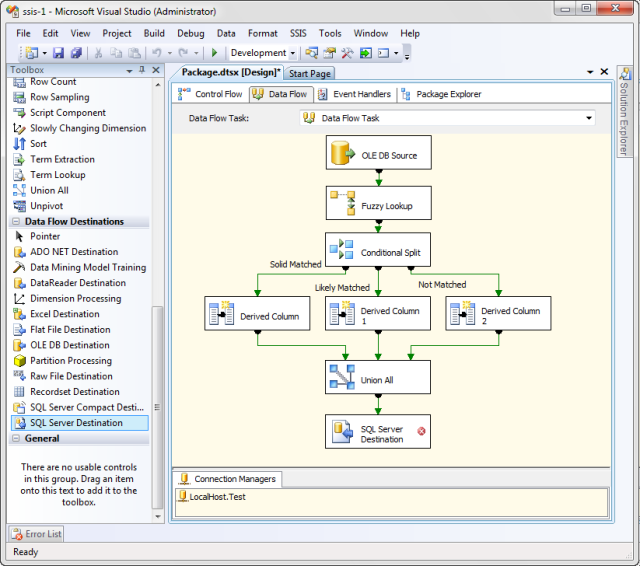 ssis-1 - Microsoft Visual Studio (Administrator)
File Edit View Project Build Debug Data Format SSIS Tools Window Help
Development
Toolbox
Row Count
Row Sampling
Script Component
Slowly Changing Dimension
Sort
Term Extraction
Term Lookup
Union All
Unpivot
Data Flow Destinations
Pointer
ADO NET Destination
Data Mining Model Training
DataReader Destination
Dimension Processing
Excel Destination
Flat File Destination
OLE DB Destination
Partition Processing
Raw File Destination
Recordset Destination
SQL Server Compact Desti...
SQL Server Destination
General
There are no usable controls
in this group. Drag an item
onto this text to add it to the
toolbox.
Package.dtsx [Design]* Start Page
Control Flow Data Flow Event Handlers Package Explorer
Data Flow Task: Data Flow Task
OLE DB Source
Fuzzy Lookup
Conditional Split
Solid Matched
Likely Matched
Not Matched
Derived Column
Derived Column
1
Derived Column
2
Union All
SQL Server
Destination
Connection Managers
LocalHost.Test
Solution Explorer
Error List
Ready